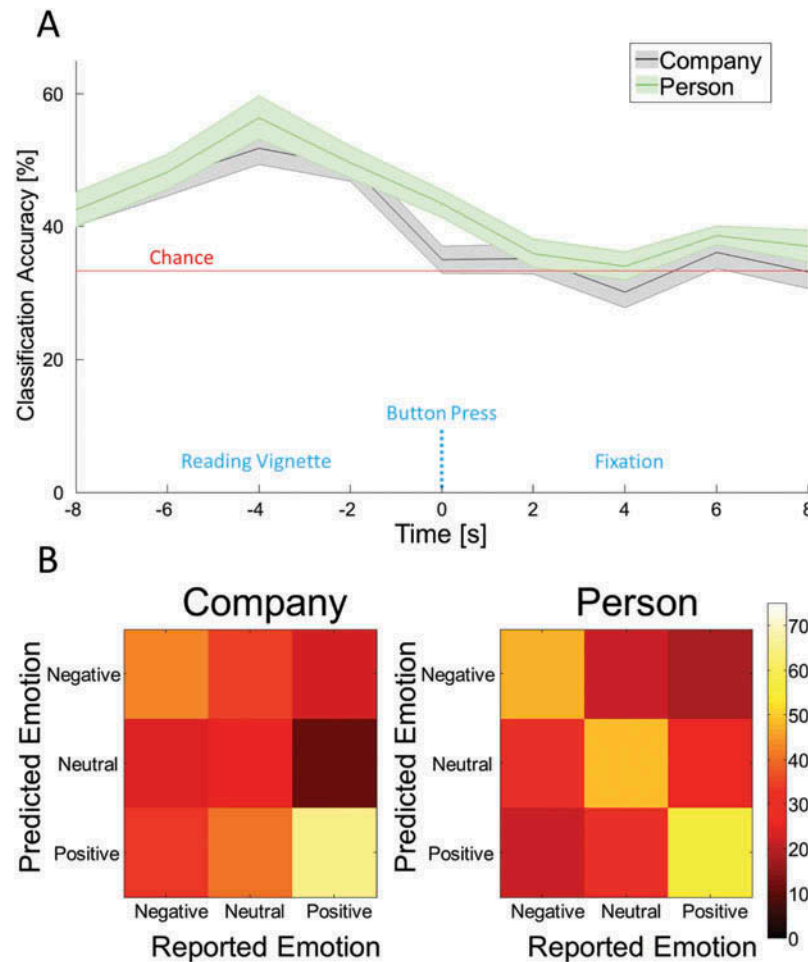 A
Company
Person
Classification Accuracy [%]
60
40
20
0
Chance
Button Press
Reading Vignette
Fixation
-8 -6 -4 -2 0 2 4 6 8
Time [s]
B
Company
Person
Predicted Emotion
Negative
Neutral
Positive
Negative Neutral Positive
Reported Emotion
Predicted Emotion
Negative
Neutral
Positive
Negative Neutral Positive
Reported Emotion
70
60
50
40
30
20
10
0